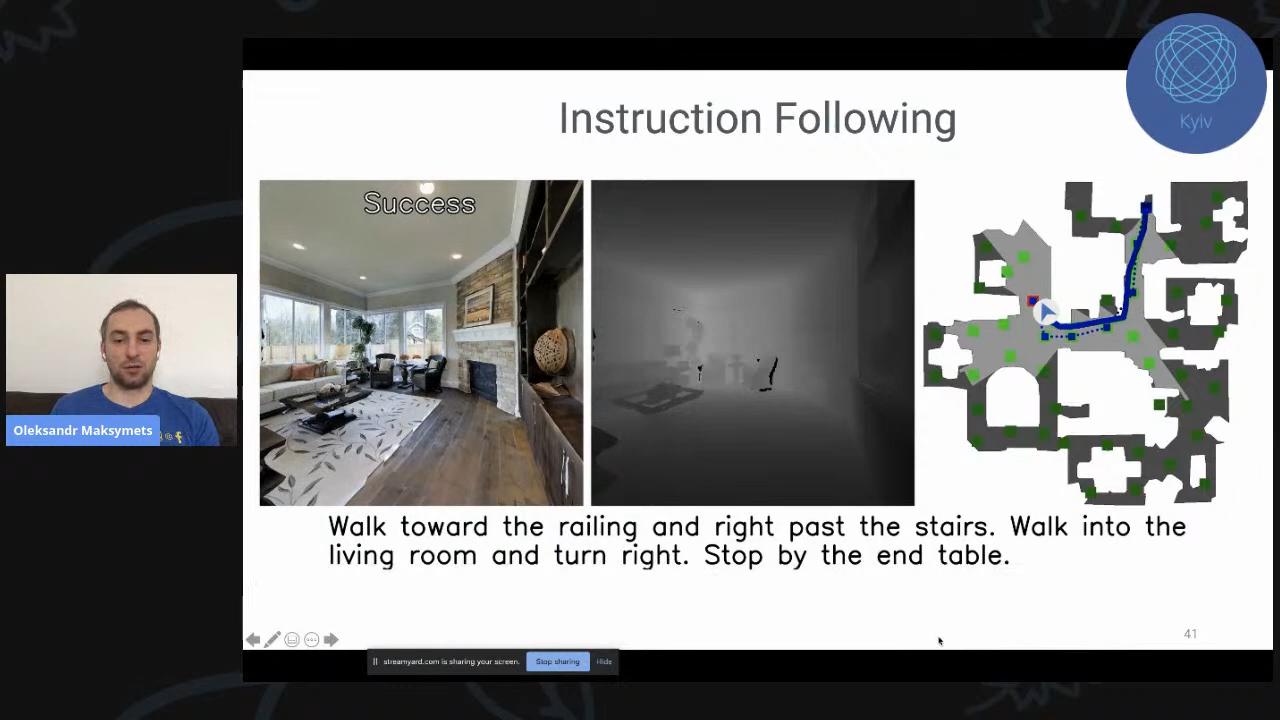 Kyiv
Instruction Following
Success
Oleksandr Maksymets
Walk toward the railing and right past the stairs. Walk into the
living room and turn right. Stop by the end table.
41
streamyard.com is sharing your screen.
Stop sharing
Hide